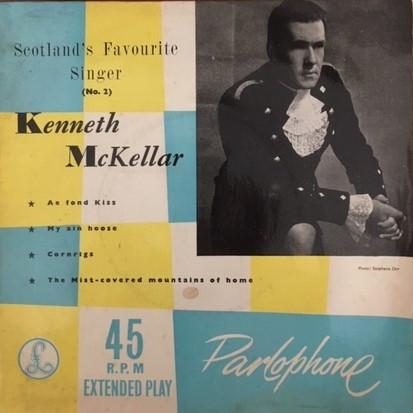 Scotland's Favourite
Singer
(No. 2)
Kenneth
McKellar
★ Ae fond Kiss
★ My ain hoose
★ Cornrigs
★ The Mist-covered mountains of home
Photo: Stephens Orr
£
45
R.P.M
EXTENDED PLAY
Parlophone